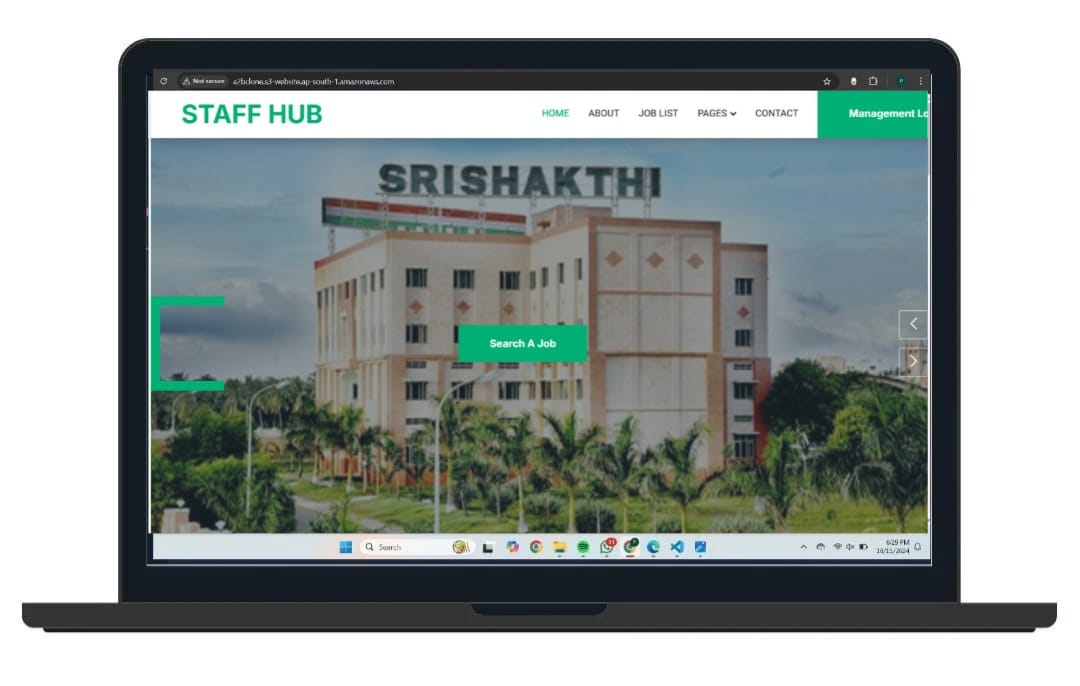 Not secure a2bclone.s3-website.ap-south-1.amazonaws.com
STAFF HUB HOME ABOUT JOB LIST PAGES CONTACT Management Lo
SRISHAKTHI
Search A Job
Search
6:29 PM
18/11/2024